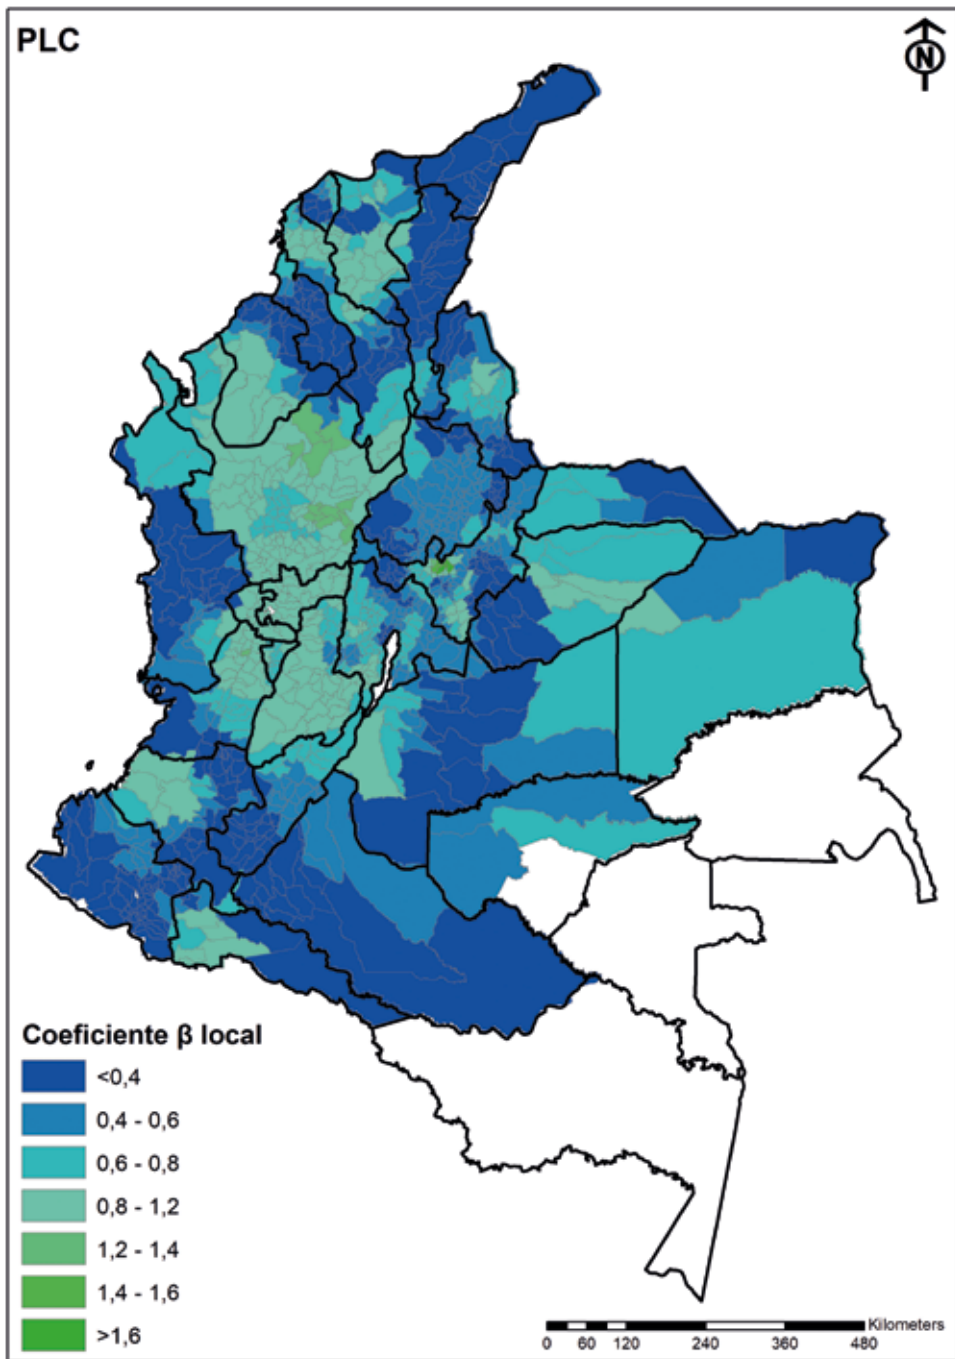 PLC
N
Coeficiente β local
<0,4
0,4 - 0,6
0,6 - 0,8
0,8 - 1,2
1,2 - 1,4
1,4 - 1,6
>1,6
Kilometers
0 60 120 240 360 480